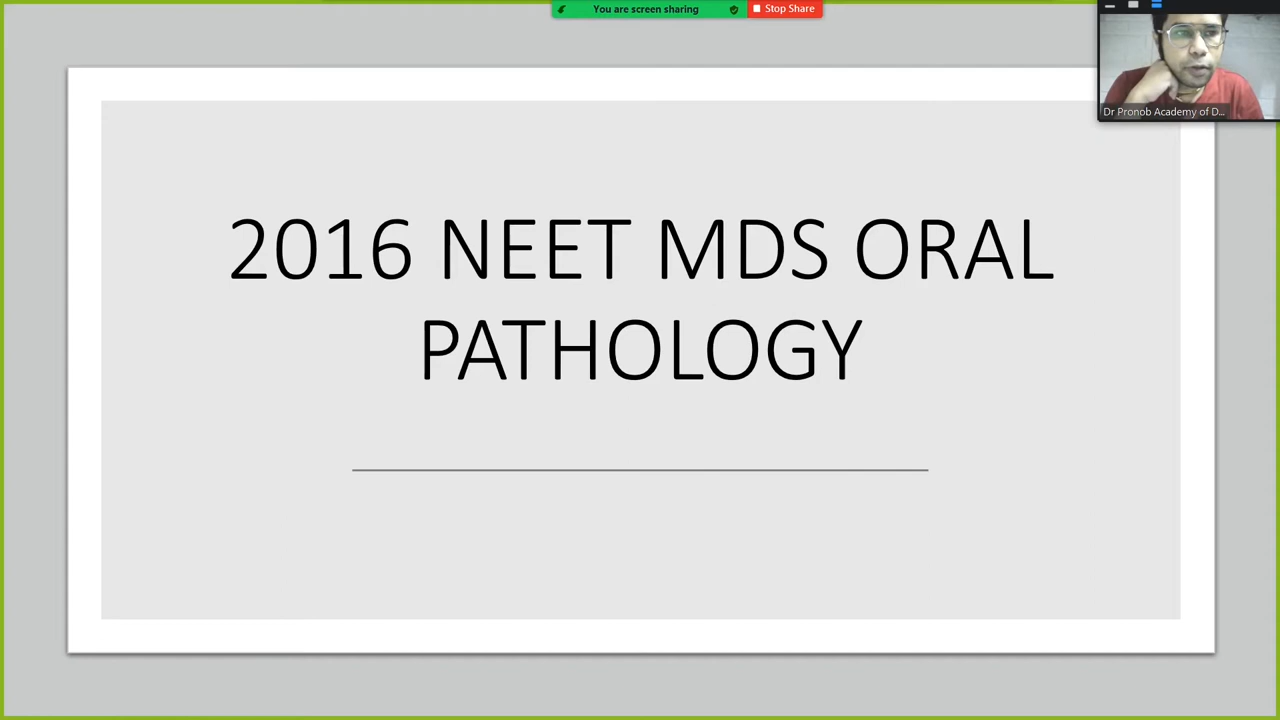 You are screen sharing
Stop Share
Dr Pronob Academy of D...
2016 NEET MDS ORAL
PATHOLOGY